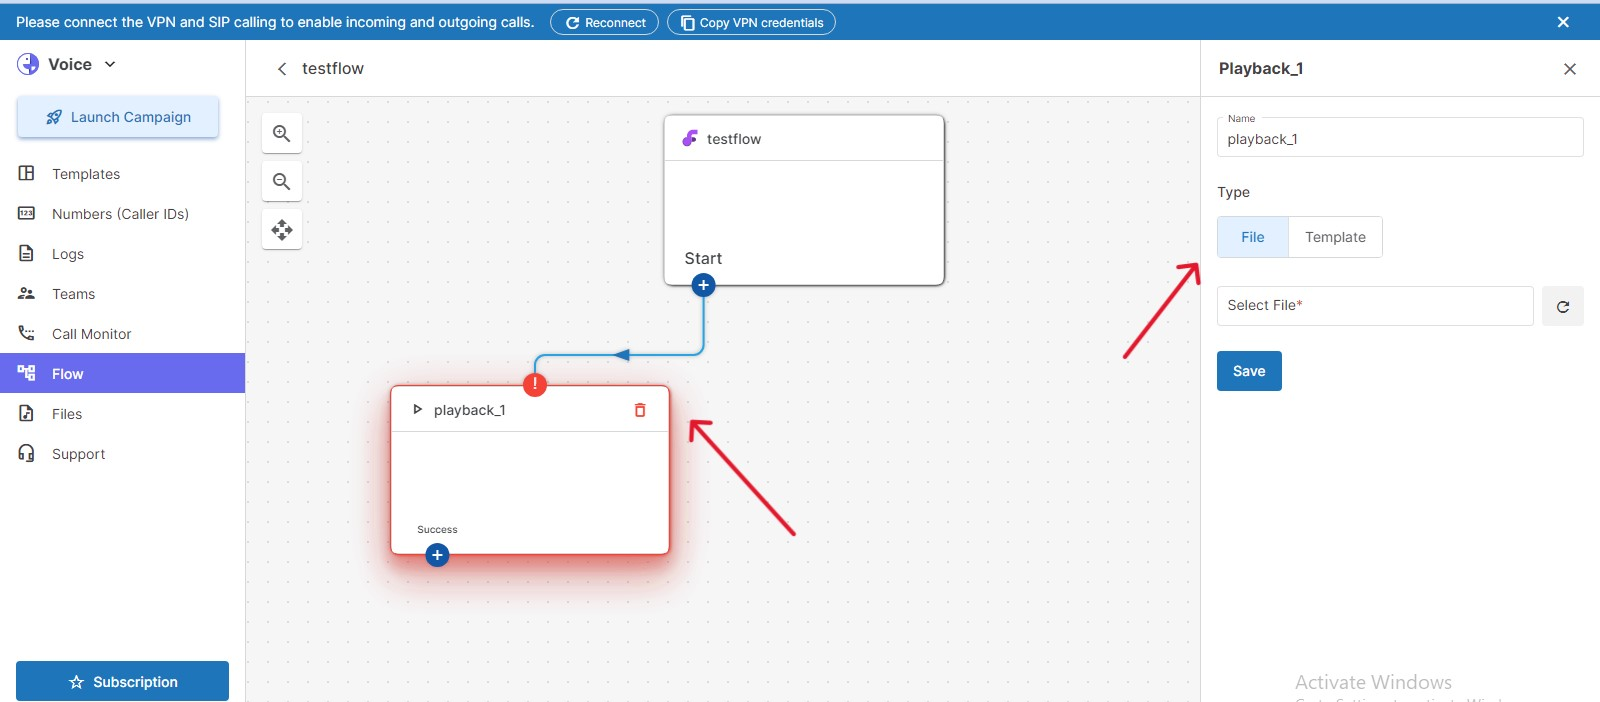 Please connect the VPN and SIP calling to enable incoming and outgoing calls.
Reconnect
Copy VPN credentials
Voice
Launch Campaign
Templates
123
Numbers (Caller IDs)
Logs
Teams
Call Monitor
Flow
Files
Support
Subscription
testflow
testflow
Start
!
playback_1
Success
Playback_1
Name
playback_1
Type
File
Template
Select File*
Save
Activate Windows